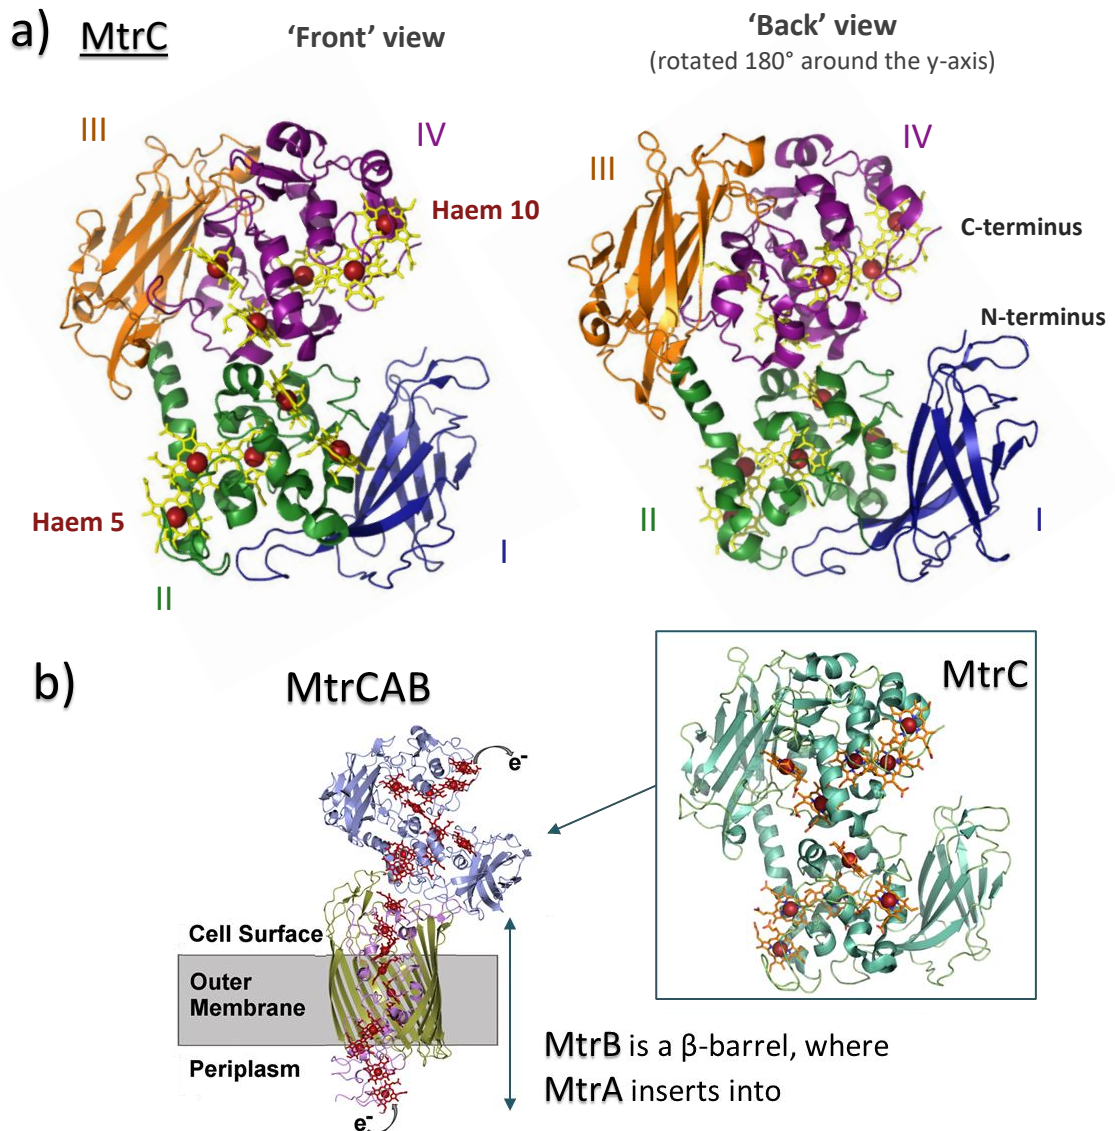 a) MtrC
'Front' view
'Back' view
(rotated 180° around the y-axis)
III
IV
Haem 10
Haem 5
II
I
III
IV
C-terminus
N-terminus
II
I
b)
MtrCAB
e-
Cell Surface
Outer
Membrane
Periplasm
e-
MtrC
MtrB is a β-barrel, where
MtrA inserts into